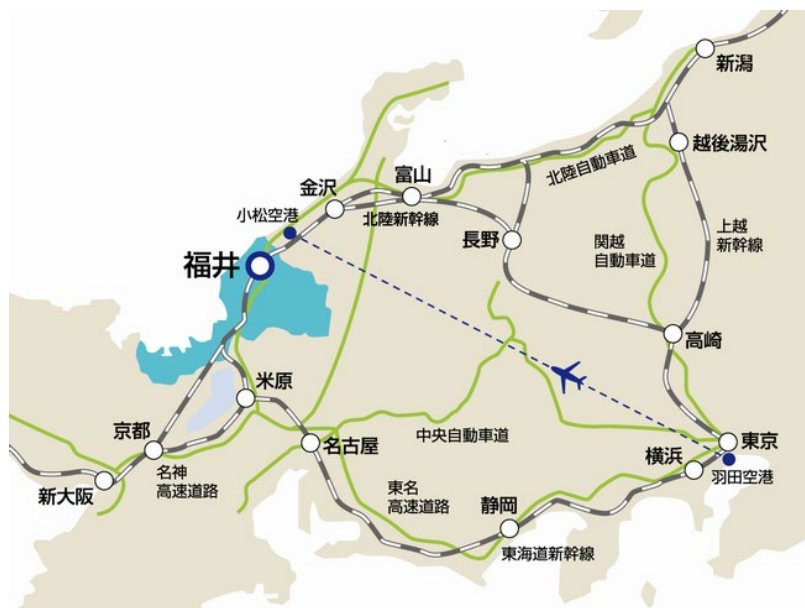 新潟
越後湯沢
北陸自動車道
富山
金沢
小松空港
北陸新幹線
長野
上越
新幹線
関越
自動車道
福井
高崎
米原
京都
名古屋
中央自動車道
東京
横浜
羽田空港
新大阪
名神
高速道路
東名
高速道路
静岡
東海道新幹線